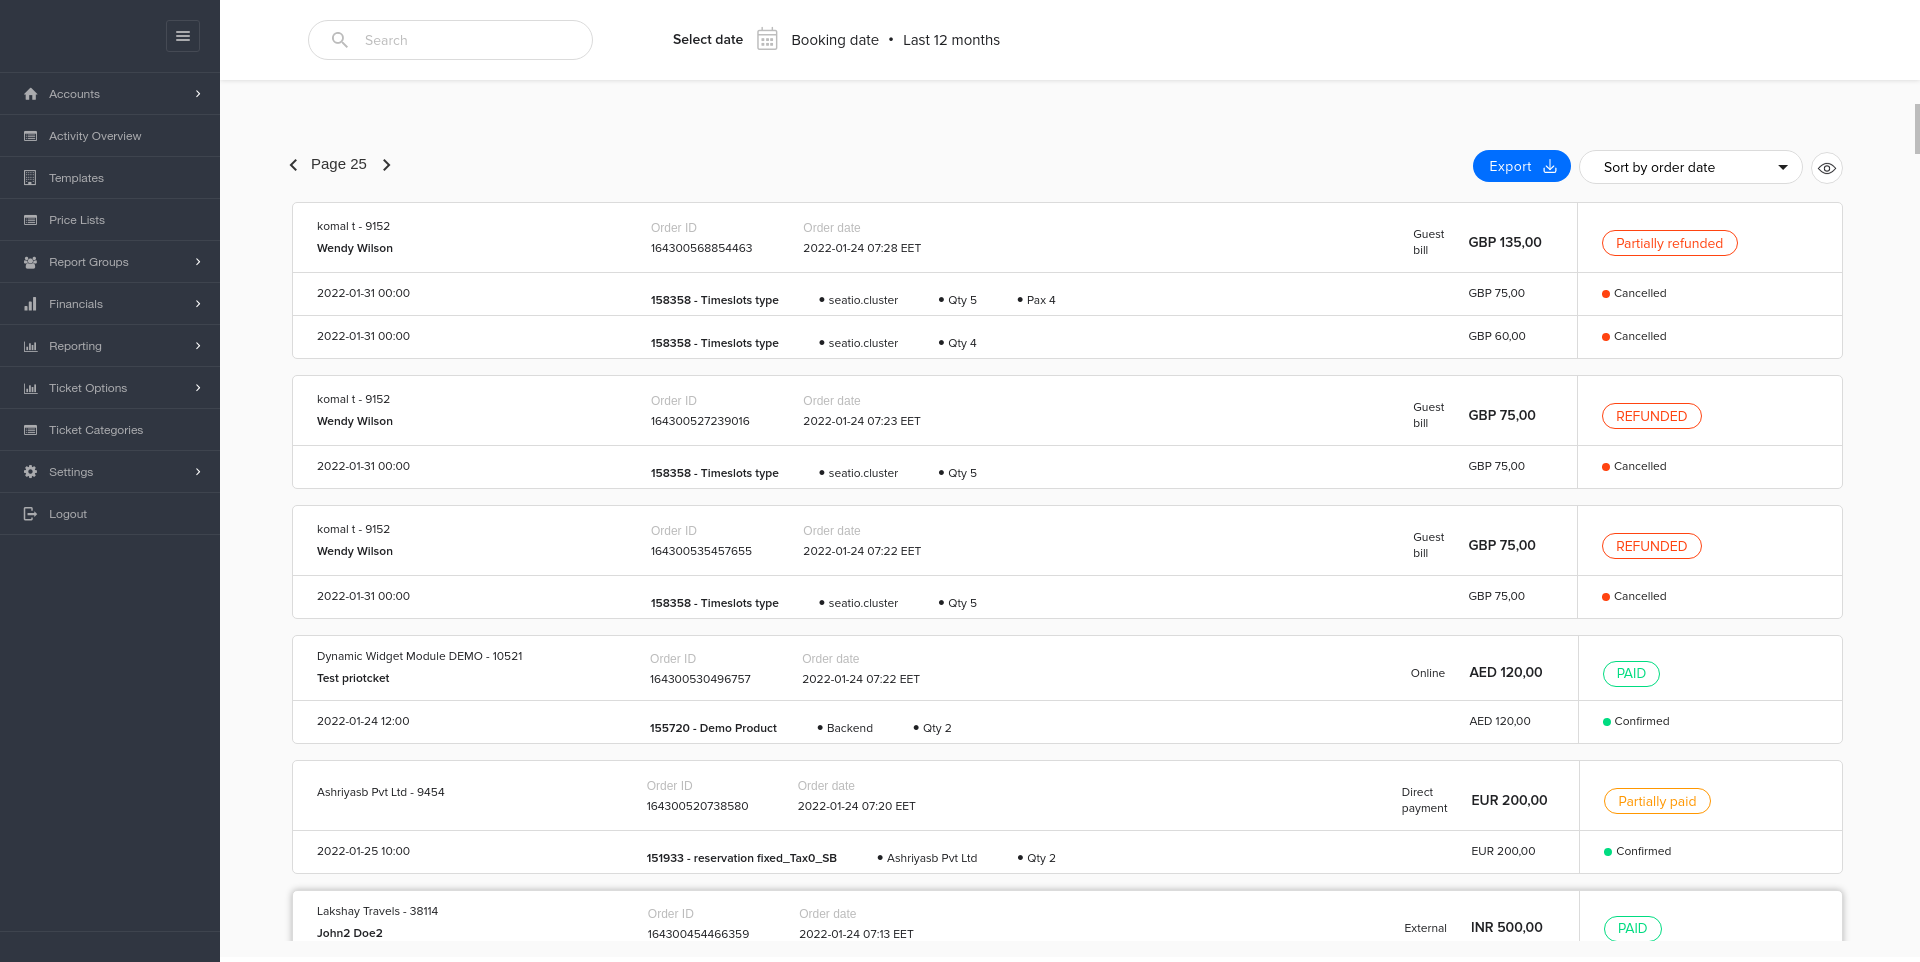 Search
Select date Booking date • Last 12 months
Accounts
Activity Overview
Templates
Price Lists
Report Groups
Financials
Reporting
Ticket Options
Ticket Categories
Settings
Logout
Page 25
Export Sort by order date
komal t - 9152 Order ID Order date Guest bill GBP 135,00 Partially refunded
Wendy Wilson 164300568854463 2022-01-24 07:28 EET
2022-01-31 00:00 158358 - Timeslots type • seatio.cluster • Qty 5 • Pax 4 GBP 75,00 Cancelled
2022-01-31 00:00 158358 - Timeslots type • seatio.cluster • Qty 4 GBP 60,00 Cancelled
komal t - 9152 Order ID Order date Guest bill GBP 75,00 REFUNDED
Wendy Wilson 164300527239016 2022-01-24 07:23 EET
2022-01-31 00:00 158358 - Timeslots type • seatio.cluster • Qty 5 GBP 75,00 Cancelled
komal t - 9152 Order ID Order date Guest bill GBP 75,00 REFUNDED
Wendy Wilson 164300535457655 2022-01-24 07:22 EET
2022-01-31 00:00 158358 - Timeslots type • seatio.cluster • Qty 5 GBP 75,00 Cancelled
Dynamic Widget Module DEMO - 10521 Order ID Order date Online AED 120,00 PAID
Test priotcket 164300530496757 2022-01-24 07:22 EET
2022-01-24 12:00 155720 - Demo Product • Backend • Qty 2 AED 120,00 Confirmed
Ashriyasb Pvt Ltd - 9454 Order ID Order date Direct payment EUR 200,00 Partially paid
164300520738580 2022-01-24 07:20 EET
2022-01-25 10:00 151933 - reservation fixed_Tax0_SB • Ashriyasb Pvt Ltd • Qty 2 EUR 200,00 Confirmed
Lakshay Travels - 38114 Order ID Order date External INR 500,00 PAID
John2 Doe2 164300454466359 2022-01-24 07:13 EET